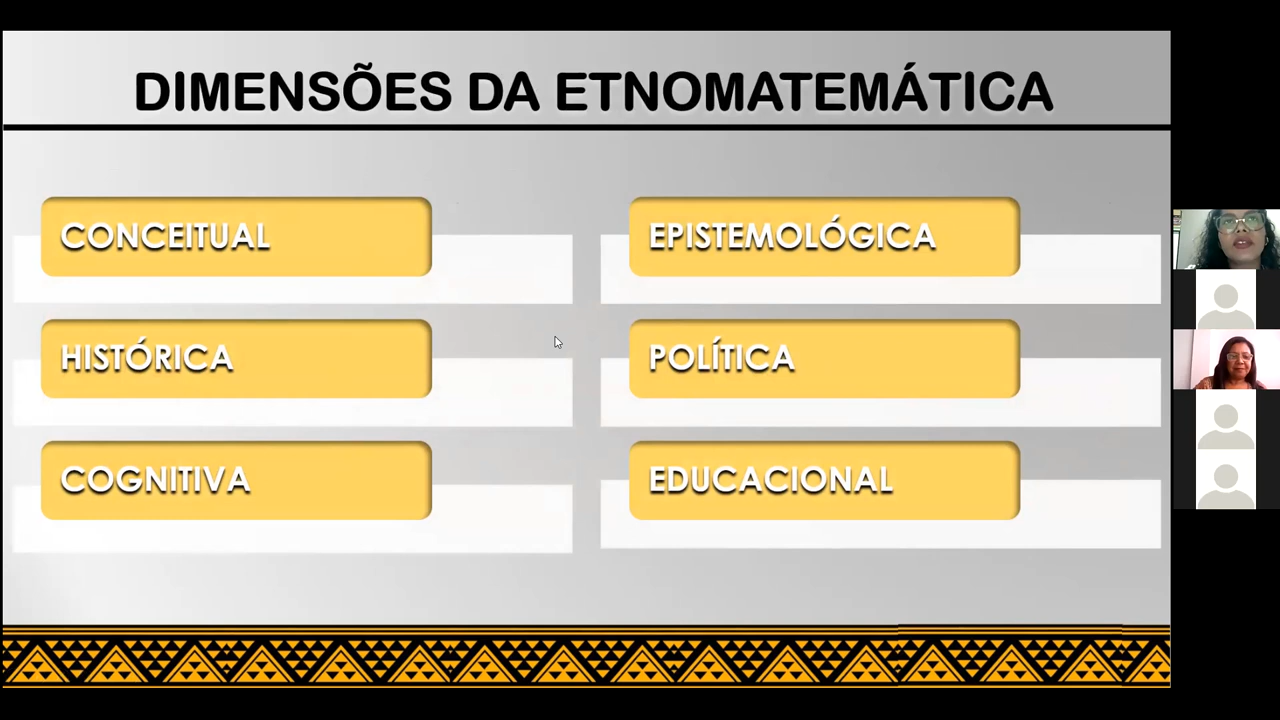 DIMENSÕES DA ETNOMATEMÁTICA
CONCEITUAL
HISTÓRICA
COGNITIVA
EPISTEMOLÓGICA
POLÍTICA
EDUCACIONAL